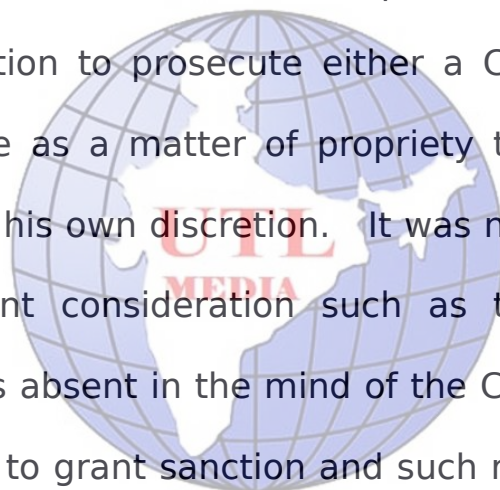 tion to prosecute either a C
e as a matter of propriety t
his own discretion. It was n
UTL
MEDIA
nt consideration such as t
s absent in the mind of the C
to grant sanction and such n